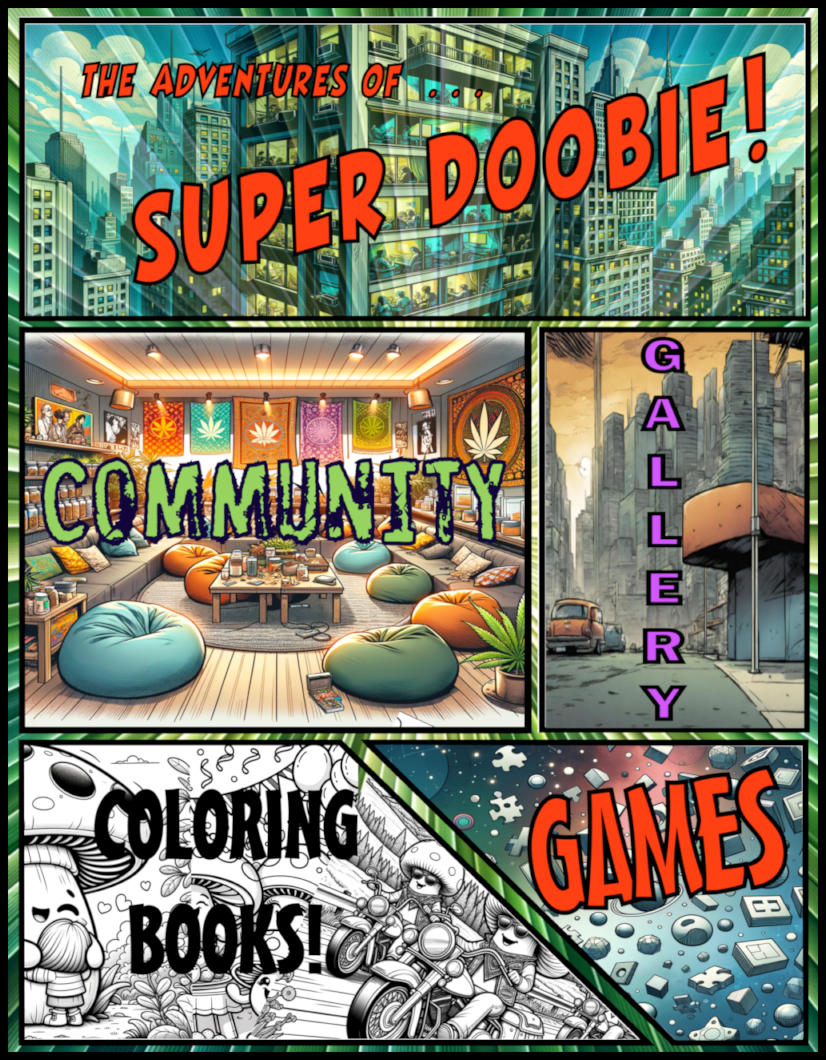 THE ADVENTURES OF . . .
SUPER DOOBIE!
COMMUNITY
GALLERY
COLORING
BOOKS!
GAMES